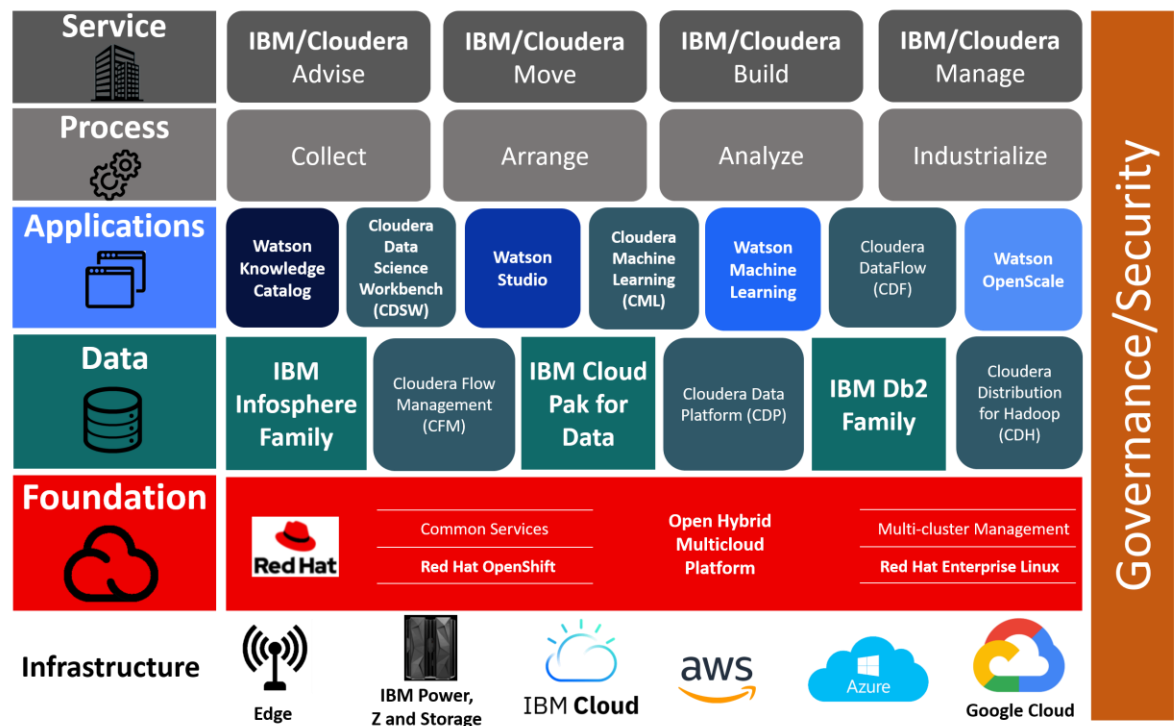 Service
IBM/Cloudera
Advise
IBM/Cloudera
Move
IBM/Cloudera
Build
IBM/Cloudera
Manage
Process
Collect
Arrange
Analyze
Industrialize
Applications
Watson
Knowledge
Catalog
Cloudera
Data
Science
Workbench
(CDSW)
Watson
Studio
Cloudera
Machine
Learning
(CML)
Watson
Machine
Learning
Cloudera
DataFlow
(CDF)
Watson
OpenScale
Data
IBM
Infosphere
Family
Cloudera Flow
Management
(CFM)
IBM Cloud
Pak for
Data
Cloudera Data
Platform (CDP)
IBM Db2
Family
Cloudera
Distribution
for Hadoop
(CDH)
Foundation
Red Hat
Common Services
Red Hat OpenShift
Open Hybrid
Multicloud
Platform
Multi-cluster Management
Red Hat Enterprise Linux
Infrastructure
Edge
IBM Power,
Z and Storage
IBM Cloud
aws
Azure
Google Cloud
Governance/Security